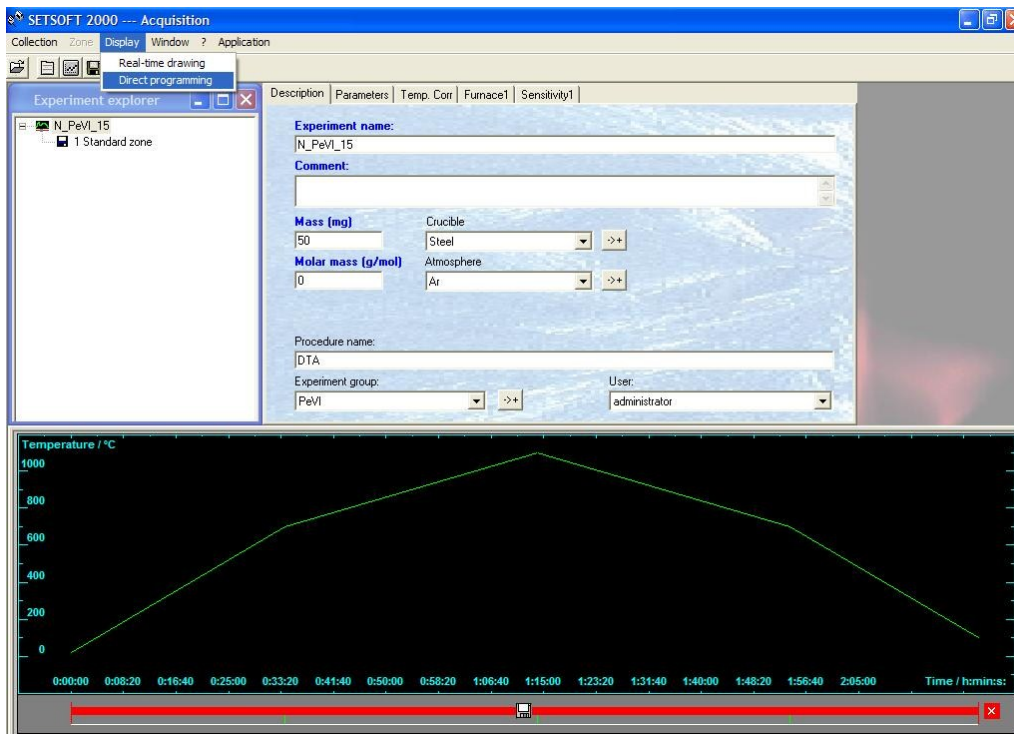 SETSOFT 2000 --- Acquisition
Collection Zone Display Window ? Application
Real-time drawing
Direct programming
Experiment explorer
N_PeVI_15
1 Standard zone
Description Parameters Temp. Corr Furnace1 Sensitivity1
Experiment name:
N_PeVI_15
Comment:
Mass (mg) Crucible
50 Steel ->+
Molar mass (g/mol) Atmosphere
0 Ar ->+
Procedure name:
DTA
Experiment group: User:
PeVI ->+ administrator
Temperature / °C
1000
800
600
400
200
0
0:00:00 0:08:20 0:16:40 0:25:00 0:33:20 0:41:40 0:50:00 0:58:20 1:06:40 1:15:00 1:23:20 1:31:40 1:40:00 1:48:20 1:56:40 2:05:00 Time / h:min:s: